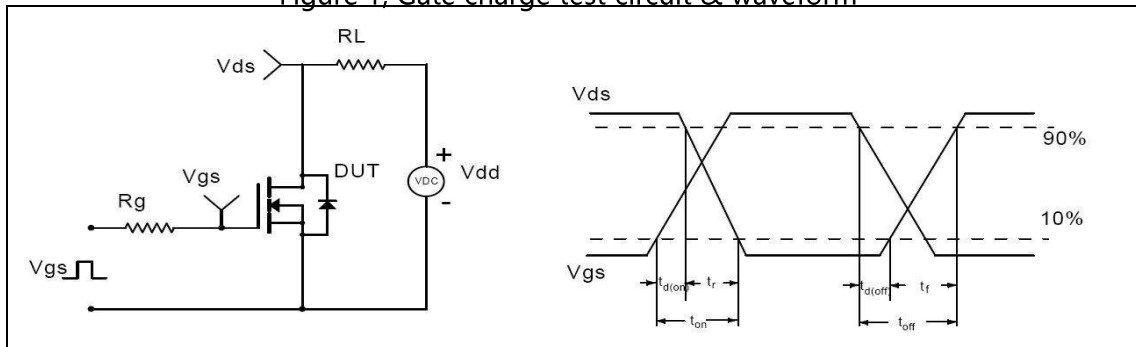 Figure 1, Gate charge test circuit & waveform
RL
Vds
Vgs
DUT
Rg
+
VDC
-
Vdd
Vgs
Vds
90%
10%
Vgs
td(on)
tr
td(off)
tf
ton
toff